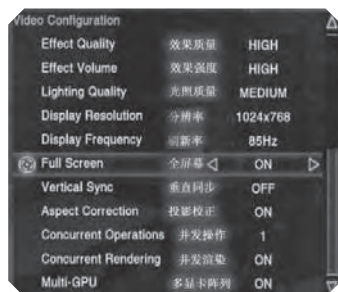 Video Configuration
Effect Quality 效果质量 HIGH
Effect Volume 效果强度 HIGH
Lighting Quality 光照质量 MEDIUM
Display Resolution 分辨率 1024x768
Display Frequency 刷新率 85Hz
Full Screen 全屏幕 ON
Vertical Sync 垂直同步 OFF
Aspect Correction 投影校正 ON
Concurrent Operations 并发操作 1
Concurrent Rendering 并发渲染 ON
Multi-GPU 多显卡阵列 ON